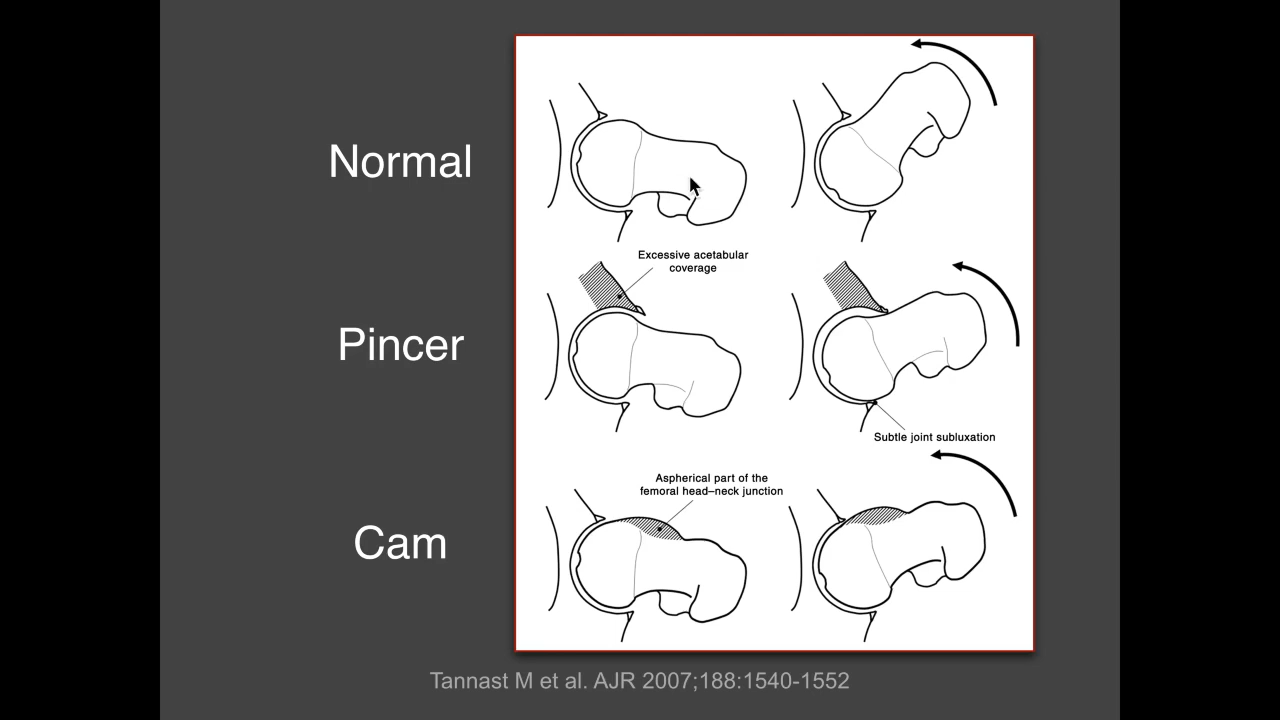 Normal
Excessive acetabular
coverage
Pincer
Subtle joint subluxation
Aspherical part of the
femoral head–neck junction
Cam
Tannast M et al. AJR 2007;188:1540-1552